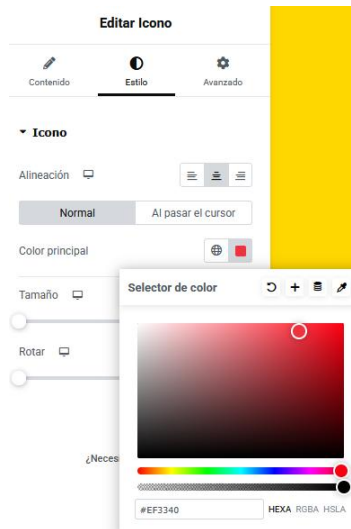 Editar Icono
Contenido
Estilo
Avanzado
Icono
Alineación
Normal
Al pasar el cursor
Color principal
Selector de color
Tamaño
Rotar
#EF3340 HEXA RGBA HSLA